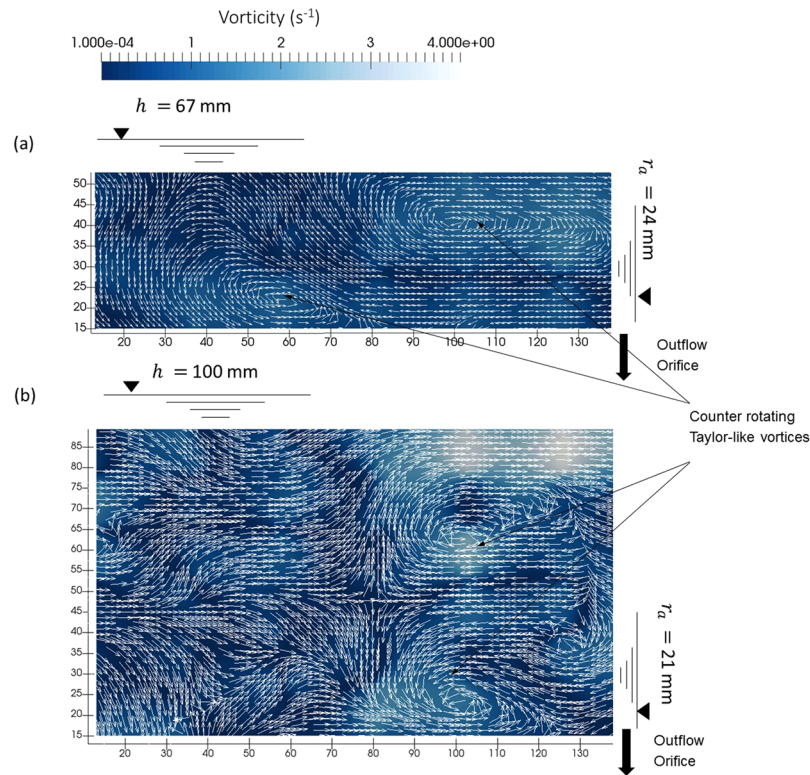 Vorticity (s⁻¹)
1.000e-04 1 2 3 4.000e+00
h = 67 mm
(a)
50
45
40
35
30
25
20
15
20 30 40 50 60 70 80 90 100 110 120 130
r_a = 24 mm
Outflow
Orifice
h = 100 mm
(b)
Counter rotating
Taylor-like vortices
85
80
75
70
65
60
55
50
45
40
35
30
25
20
15
20 30 40 50 60 70 80 90 100 110 120 130
r_a = 21 mm
Outflow
Orifice